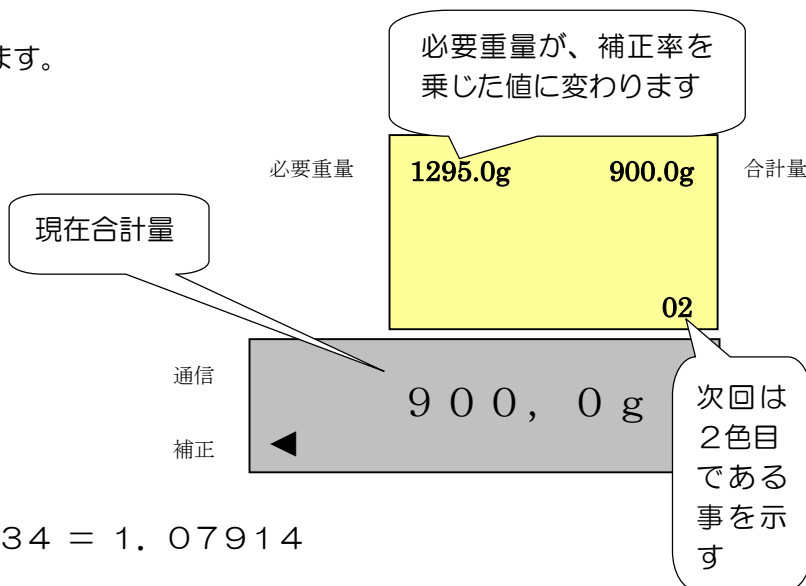 ます。
必要重量が、補正率を
乗じた値に変わります
必要重量
1295.0g
900.0g
合計量
現在合計量
02
通信
９００，０ｇ
補正
◀
次回は
２色目
である
事を示
す
３４ ＝ １．０７９１４